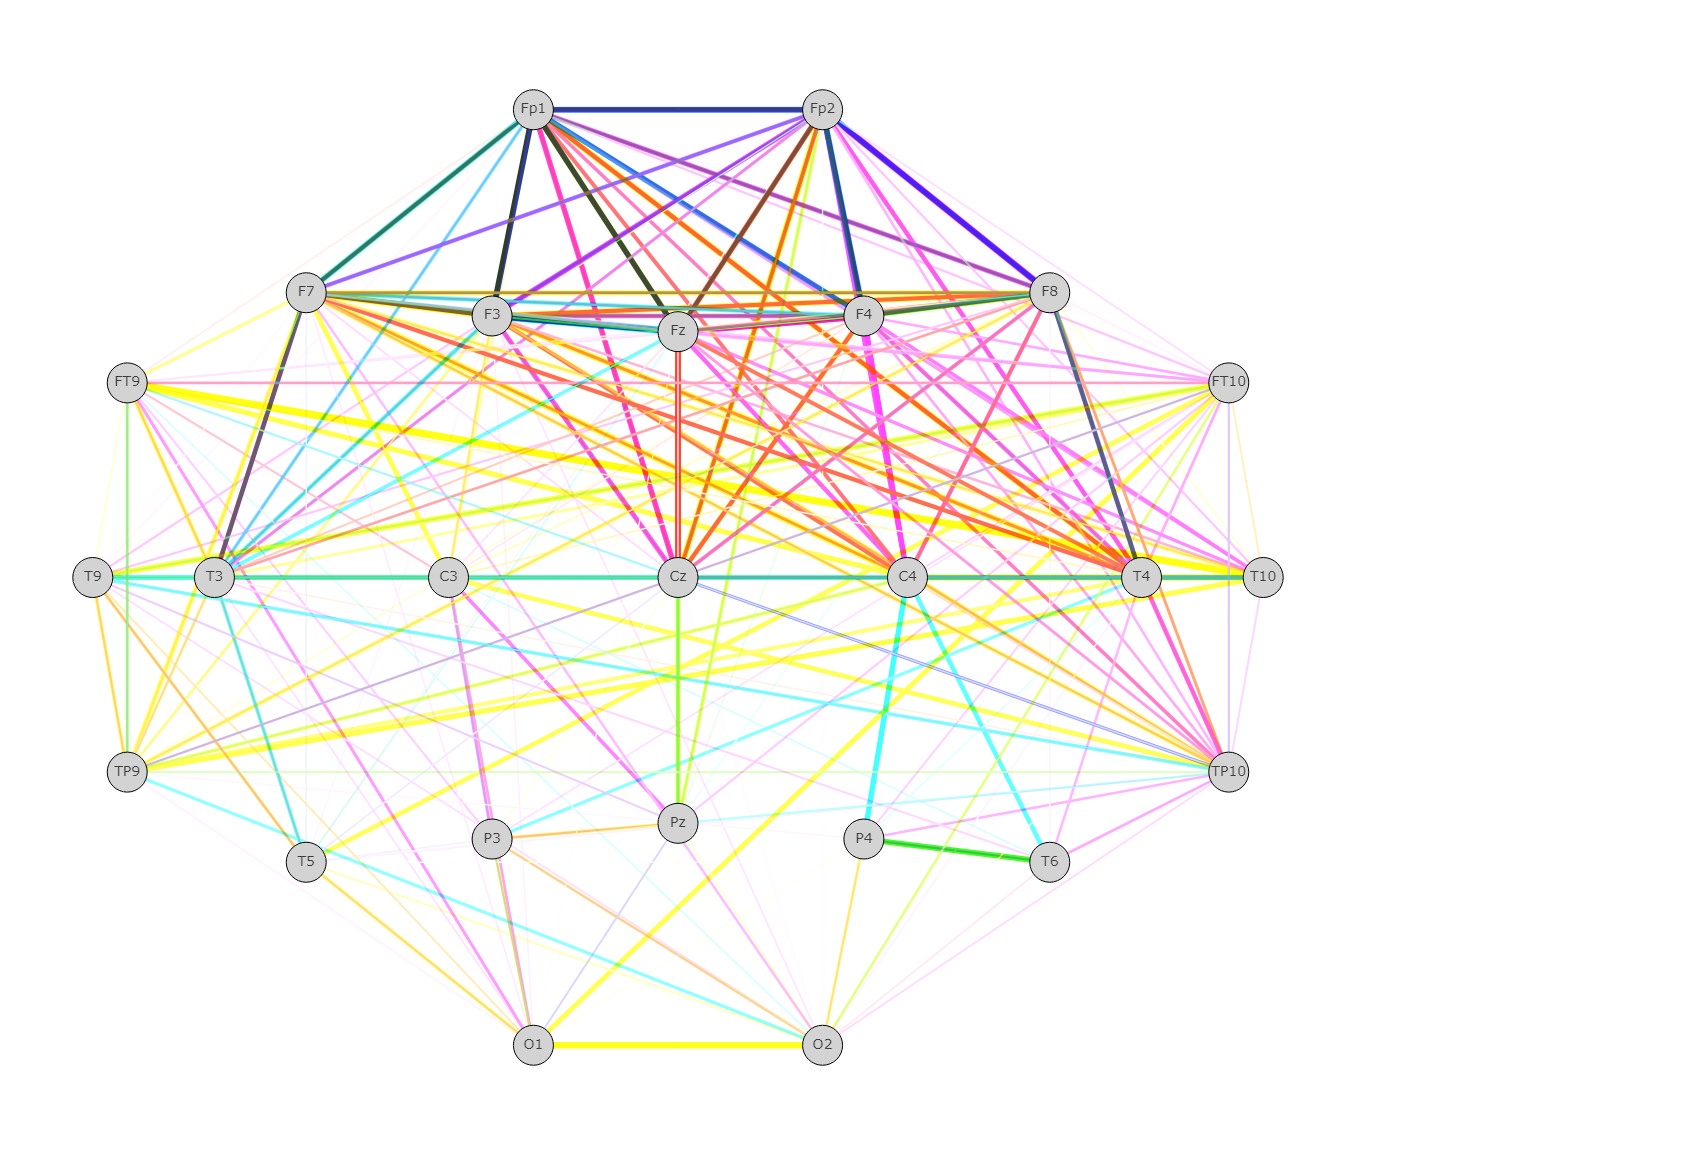 Fp1 Fp2
F7 F3 Fz F4 F8
FT9 FT10
T9 T3 C3 Cz C4 T4 T10
TP9 TP10
T5 P3 Pz P4 T6
O1 O2